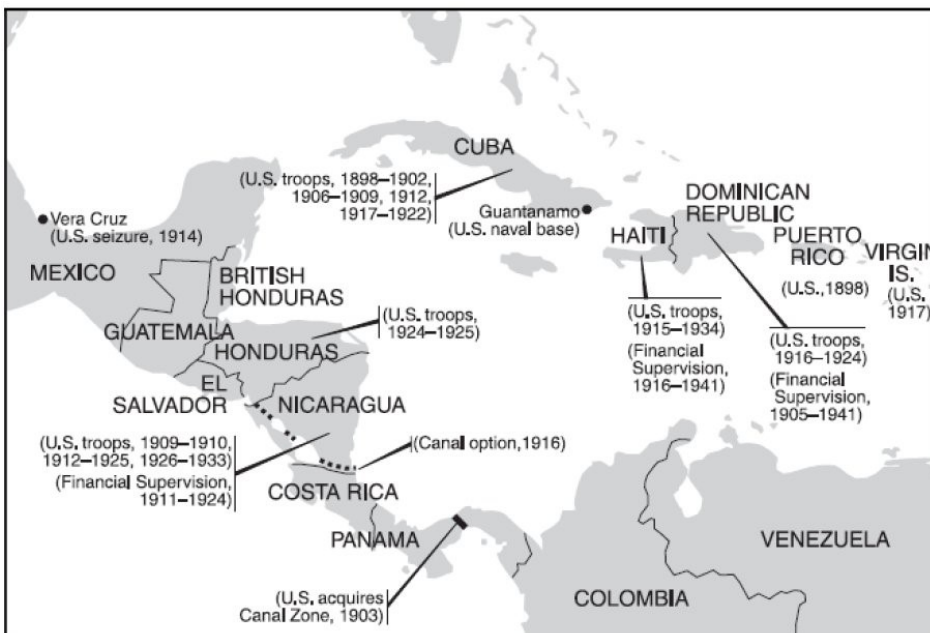 CUBA
(U.S. troops, 1898–1902,
1906–1909, 1912,
1917–1922)
Guantanamo
(U.S. naval base)
DOMINICAN
REPUBLIC
HAITI
PUERTO
RICO
(U.S.,1898)
VIRGIN
IS.
(U.S.
1917)
Vera Cruz
(U.S. seizure, 1914)
MEXICO
BRITISH
HONDURAS
GUATEMALA
HONDURAS
(U.S. troops,
1924–1925)
(U.S. troops,
1915–1934)
(Financial
Supervision,
1916–1941)
(U.S. troops,
1916–1924)
(Financial
Supervision,
1905–1941)
EL
SALVADOR
NICARAGUA
(U.S. troops, 1909–1910,
1912–1925, 1926–1933)
(Financial Supervision,
1911–1924)
(Canal option,1916)
COSTA RICA
PANAMA
VENEZUELA
COLOMBIA
(U.S. acquires
Canal Zone, 1903)